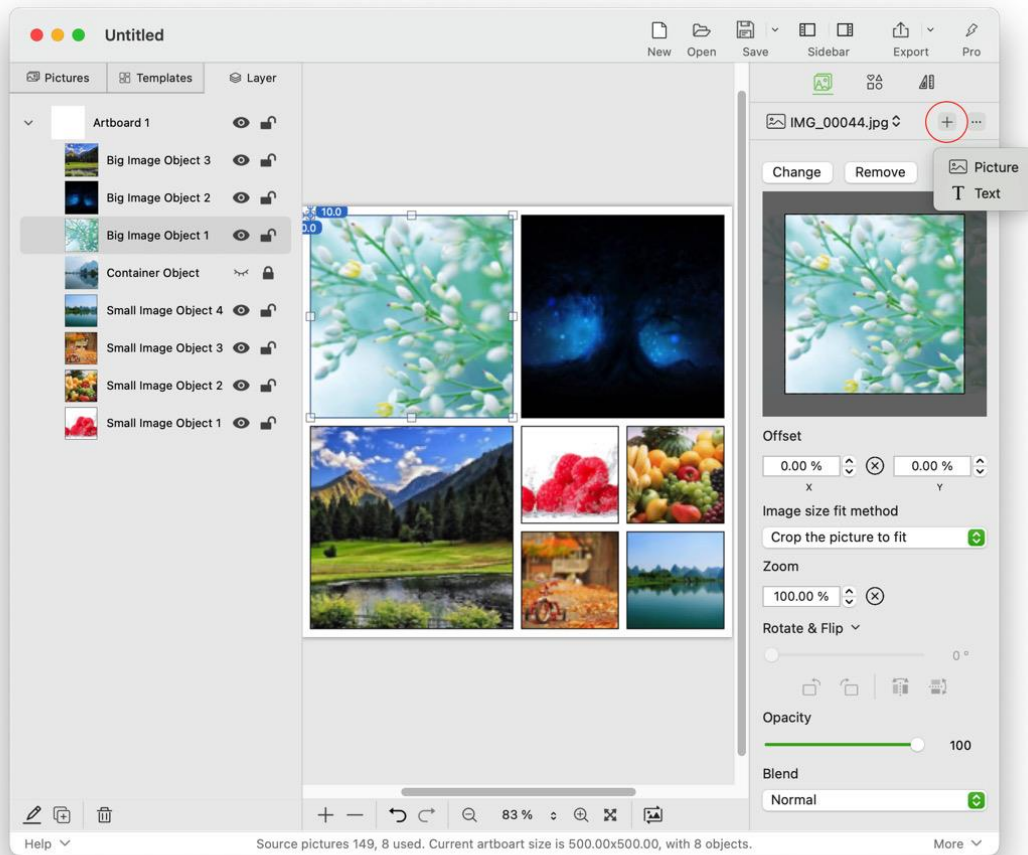 Untitled
New Open Save Sidebar Export Pro
Pictures Templates Layer
Artboard 1
Big Image Object 3
Big Image Object 2
Big Image Object 1
Container Object
Small Image Object 4
Small Image Object 3
Small Image Object 2
Small Image Object 1
10.0
0.0
IMG_00044.jpg
Picture
Text
Change Remove
Offset
0.00 % 0.00 %
X Y
Image size fit method
Crop the picture to fit
Zoom
100.00 %
Rotate & Flip
0 °
Opacity
100
Blend
Normal
83 %
Help Source pictures 149, 8 used. Current artboart size is 500.00x500.00, with 8 objects. More